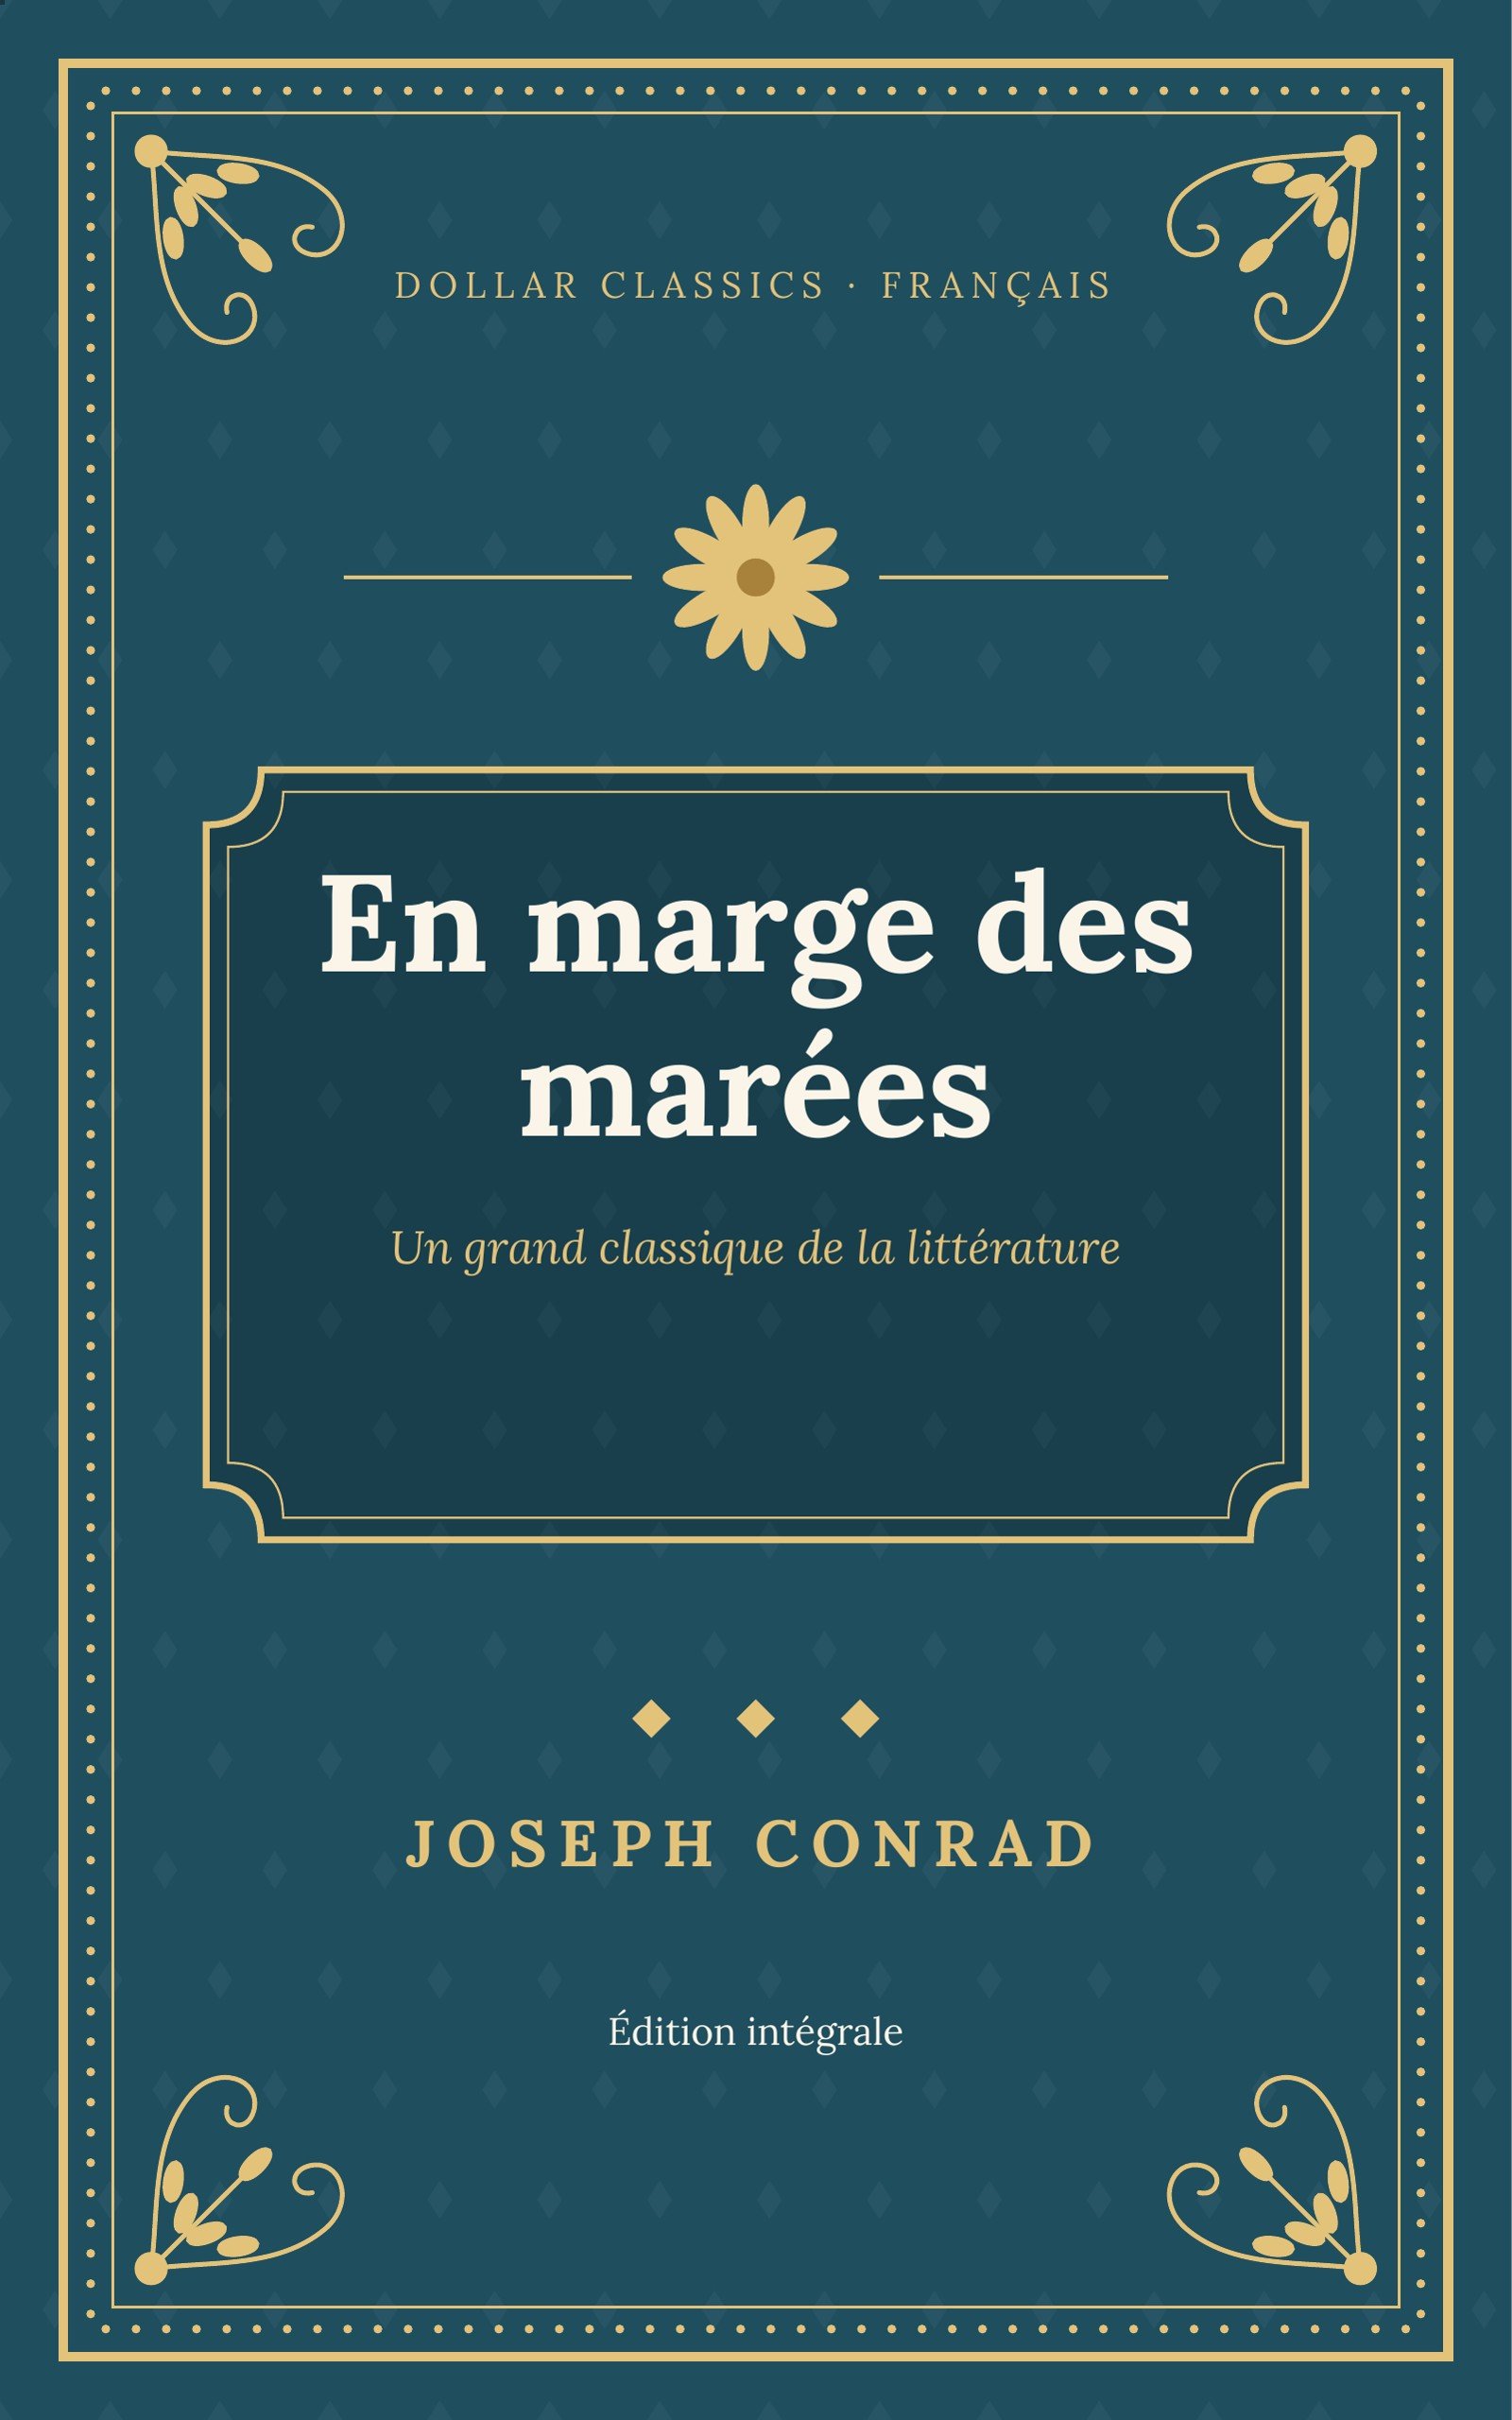 DOLLAR CLASSICS · FRANÇAIS
En marge des
marées
Un grand classique de la littérature
JOSEPH CONRAD
Édition intégrale